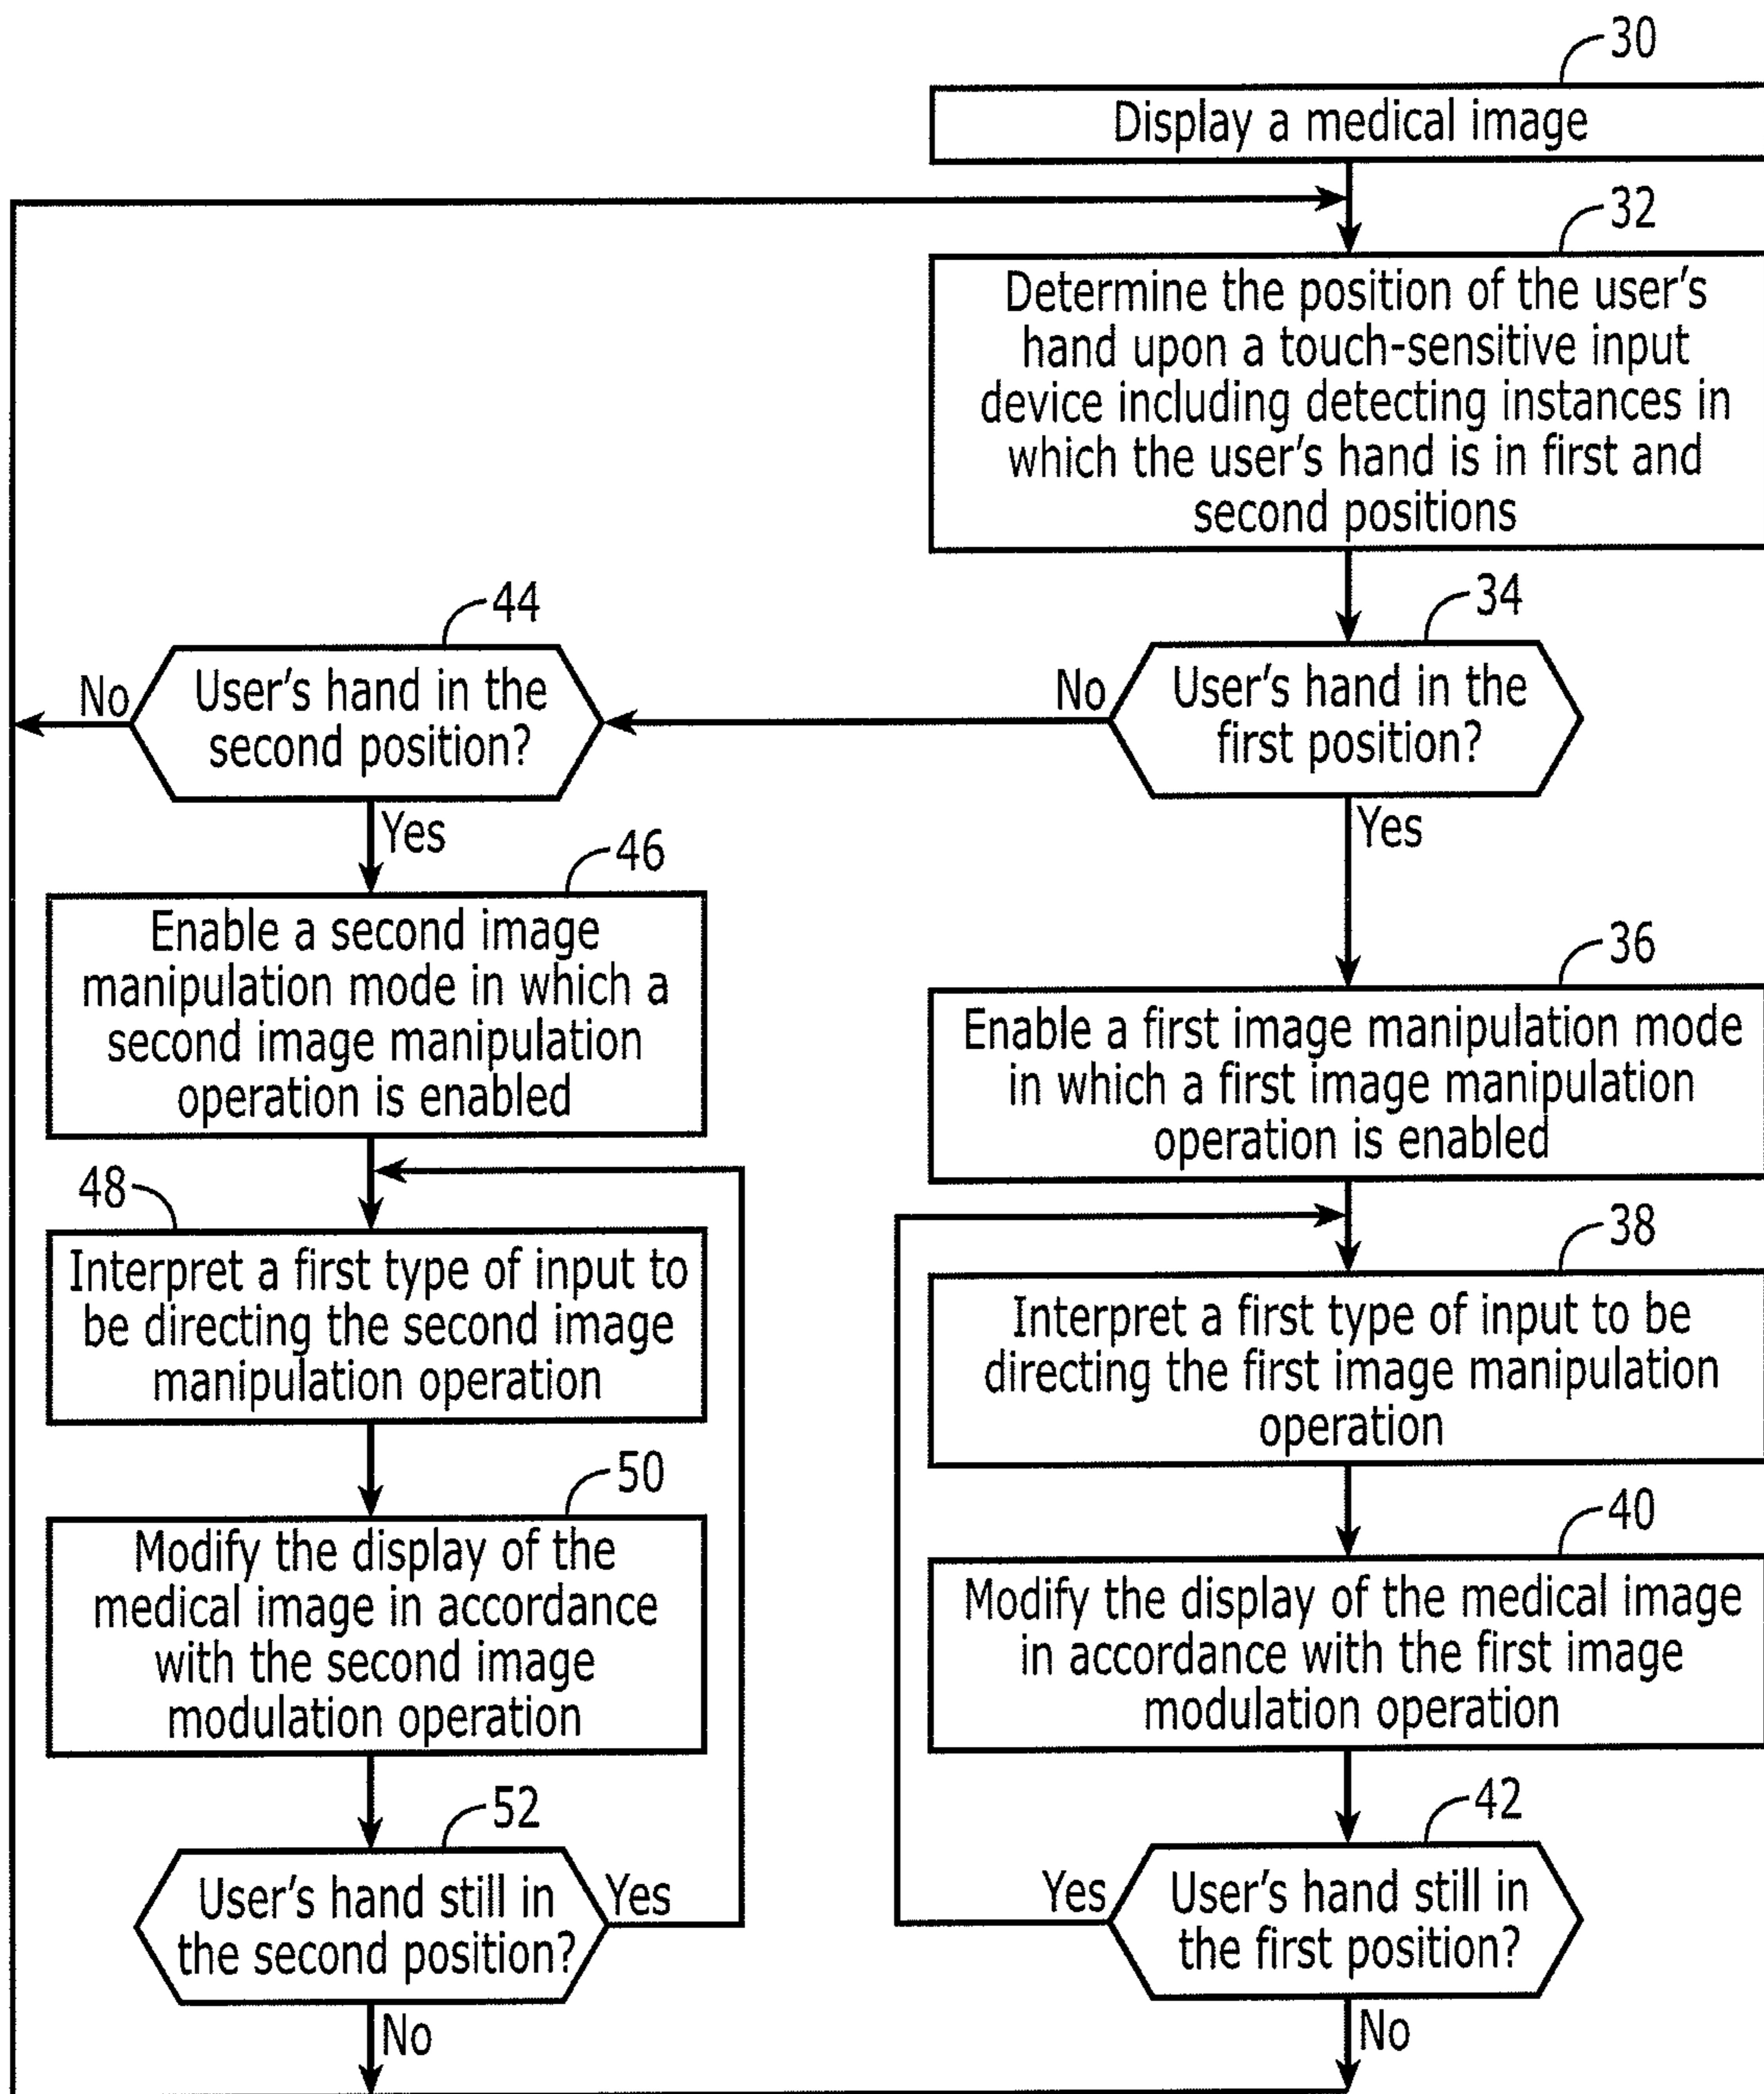 30
Display a medical image
32
Determine the position of the user's
hand upon a touch-sensitive input
device including detecting instances in
which the user's hand is in first and
second positions
34
User's hand in the
first position?
No
Yes
44
User's hand in the
second position?
No
Yes
46
Enable a second image
manipulation mode in which a
second image manipulation
operation is enabled
48
Interpret a first type of input to
be directing the second image
manipulation operation
50
Modify the display of the
medical image in accordance
with the second image
modulation operation
52
User's hand still in
the second position?
Yes
No
36
Enable a first image manipulation mode
in which a first image manipulation
operation is enabled
38
Interpret a first type of input to be
directing the first image manipulation
operation
40
Modify the display of the medical image
in accordance with the first image
modulation operation
42
User's hand still in
the first position?
Yes
No